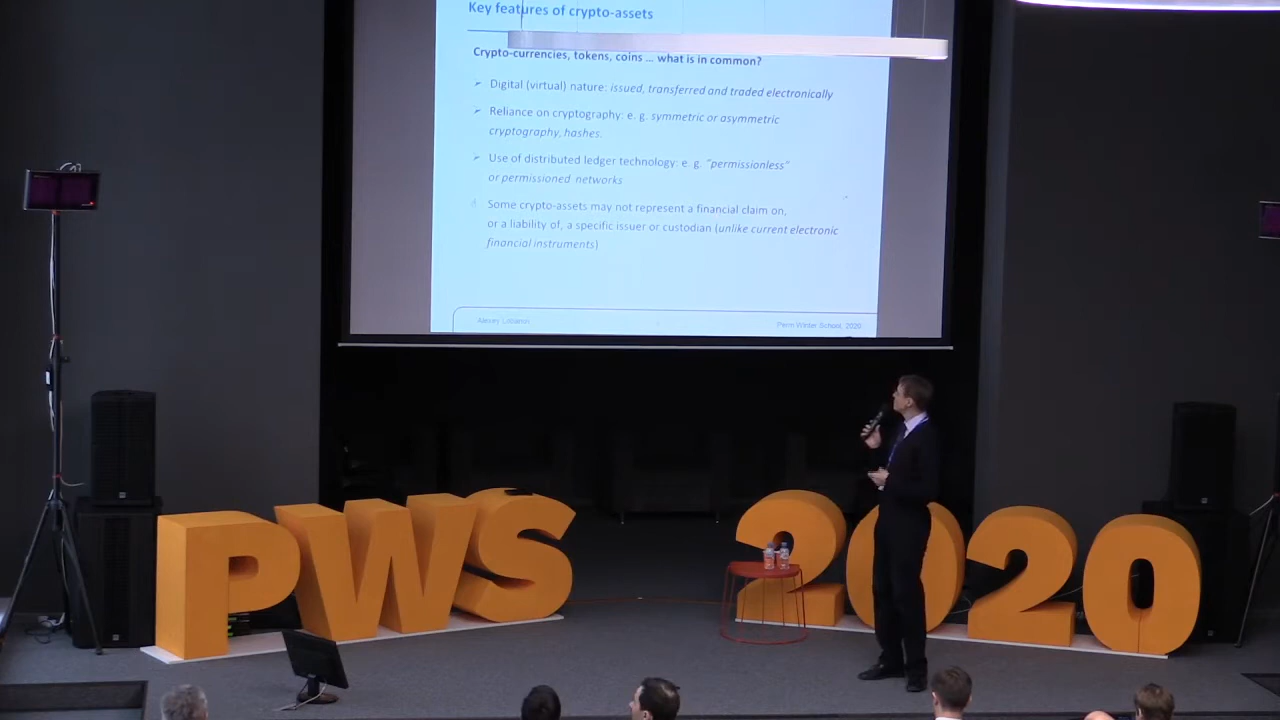 Key features of crypto-assets
Crypto-currencies, tokens, coins ... what is in common?
➢ Digital (virtual) nature: issued, transferred and traded electronically
➢ Reliance on cryptography: e. g. symmetric or asymmetric
cryptography, hashes.
➢ Use of distributed ledger technology: e. g. "permissionless"
or permissioned networks
Some crypto-assets may not represent a financial claim on,
or a liability of, a specific issuer or custodian (unlike current electronic
financial instruments)
Alexey
Perm Winter School, 2020
PWS 2020